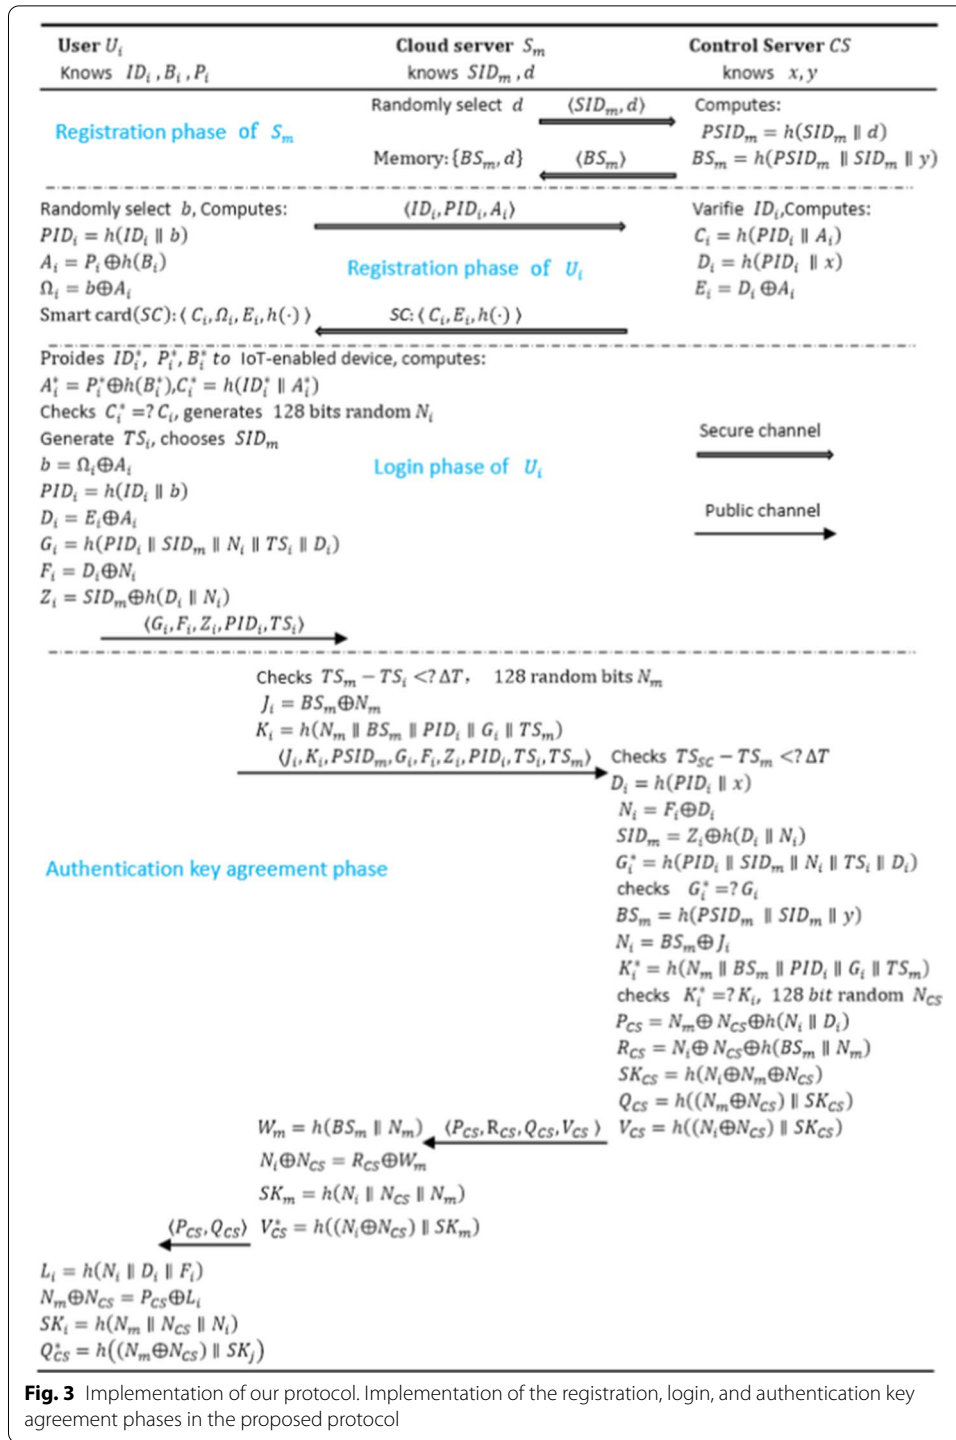 User U_i Cloud server S_m Control Server CS
Knows ID_i, B_i, P_i knows SID_m, d knows x, y
Randomly select d ⟨SID_m, d⟩ Computes:
Registration phase of S_m PSID_m = h(SID_m ∥ d)
Memory: {BS_m, d} ⟨BS_m⟩ BS_m = h(PSID_m ∥ SID_m ∥ y)
Randomly select b, Computes: ⟨ID_i, PID_i, A_i⟩ Varifie ID_i,Computes:
PID_i = h(ID_i ∥ b) C_i = h(PID_i ∥ A_i)
A_i = P_i⊕h(B_i) Registration phase of U_i D_i = h(PID_i ∥ x)
Ω_i = b⊕A_i E_i = D_i⊕A_i
Smart card(SC): ⟨ C_i, Ω_i, E_i, h(·) ⟩ SC: ⟨ C_i, E_i, h(·) ⟩
Proides ID_i^*, P_i^*, B_i^* to IoT-enabled device, computes:
A_i^* = P_i^*⊕h(B_i^*),C_i^* = h(ID_i^* ∥ A_i^*)
Checks C_i^* =? C_i, generates 128 bits random N_i
Generate TS_i, chooses SID_m Secure channel
b = Ω_i⊕A_i Login phase of U_i
PID_i = h(ID_i ∥ b)
D_i = E_i⊕A_i Public channel
G_i = h(PID_i ∥ SID_m ∥ N_i ∥ TS_i ∥ D_i)
F_i = D_i⊕N_i
Z_i = SID_m⊕h(D_i ∥ N_i)
⟨G_i, F_i, Z_i, PID_i, TS_i⟩
Checks TS_m − TS_i <? ΔT, 128 random bits N_m
J_i = BS_m⊕N_m
K_i = h(N_m ∥ BS_m ∥ PID_i ∥ G_i ∥ TS_m)
⟨J_i, K_i, PSID_m, G_i, F_i, Z_i, PID_i, TS_i, TS_m⟩ Checks TS_SC − TS_m <? ΔT
D_i = h(PID_i ∥ x)
N_i = F_i⊕D_i
SID_m = Z_i⊕h(D_i ∥ N_i)
Authentication key agreement phase G_i^* = h(PID_i ∥ SID_m ∥ N_i ∥ TS_i ∥ D_i)
checks G_i^* =? G_i
BS_m = h(PSID_m ∥ SID_m ∥ y)
N_i = BS_m⊕J_i
K_i^* = h(N_m ∥ BS_m ∥ PID_i ∥ G_i ∥ TS_m)
checks K_i^* =? K_i, 128 bit random N_CS
P_CS = N_m⊕ N_CS⊕h(N_i ∥ D_i)
R_CS = N_i⊕ N_CS⊕h(BS_m ∥ N_m)
SK_CS = h(N_i⊕N_m⊕N_CS)
Q_CS = h((N_m⊕N_CS) ∥ SK_CS)
W_m = h(BS_m ∥ N_m) ⟨P_CS, R_CS, Q_CS, V_CS ⟩ V_CS = h((N_i⊕N_CS) ∥ SK_CS)
N_i⊕N_CS = R_CS⊕W_m
SK_m = h(N_i ∥ N_CS ∥ N_m)
⟨P_CS, Q_CS⟩ V_CS^* = h((N_i⊕N_CS) ∥ SK_m)
L_i = h(N_i ∥ D_i ∥ F_i)
N_m⊕N_CS = P_CS⊕L_i
SK_i = h(N_m ∥ N_CS ∥ N_i)
Q_CS^* = h((N_m⊕N_CS) ∥ SK_j)
Fig. 3 Implementation of our protocol. Implementation of the registration, login, and authentication key
agreement phases in the proposed protocol